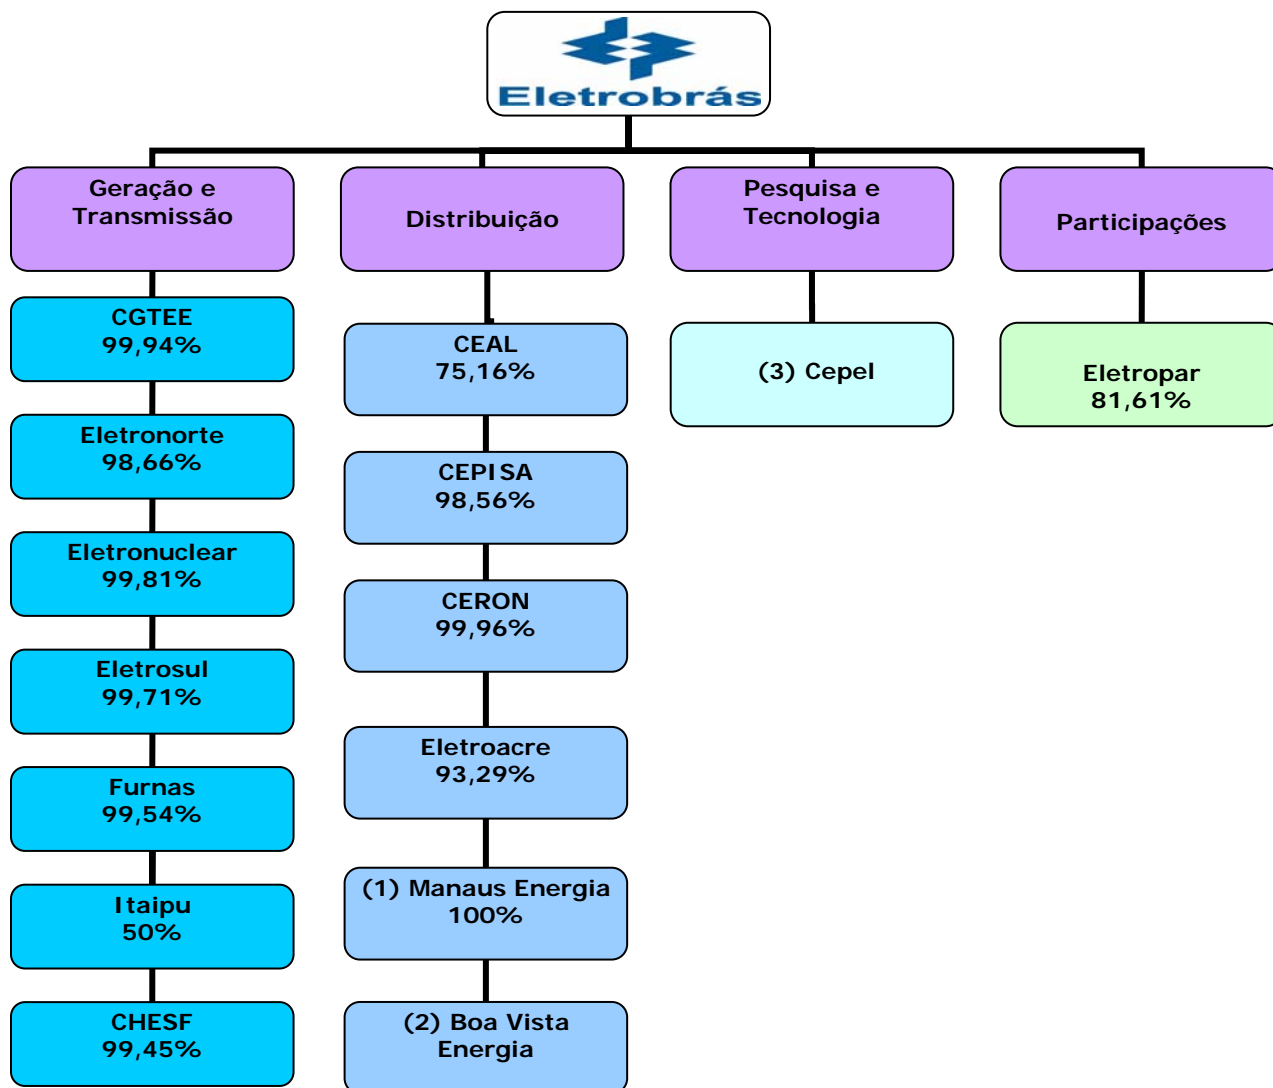 Eletrobrás
Geração e
Transmissão
Distribuição
Pesquisa e
Tecnologia
Participações
CGTEE
99,94%
Eletronorte
98,66%
Eletronuclear
99,81%
Eletrosul
99,71%
Furnas
99,54%
Itaipu
50%
CHESF
99,45%
CEAL
75,16%
CEPISA
98,56%
CERON
99,96%
Eletroacre
93,29%
(1) Manaus Energia
100%
(2) Boa Vista
Energia
(3) Cepel
Eletropar
81,61%